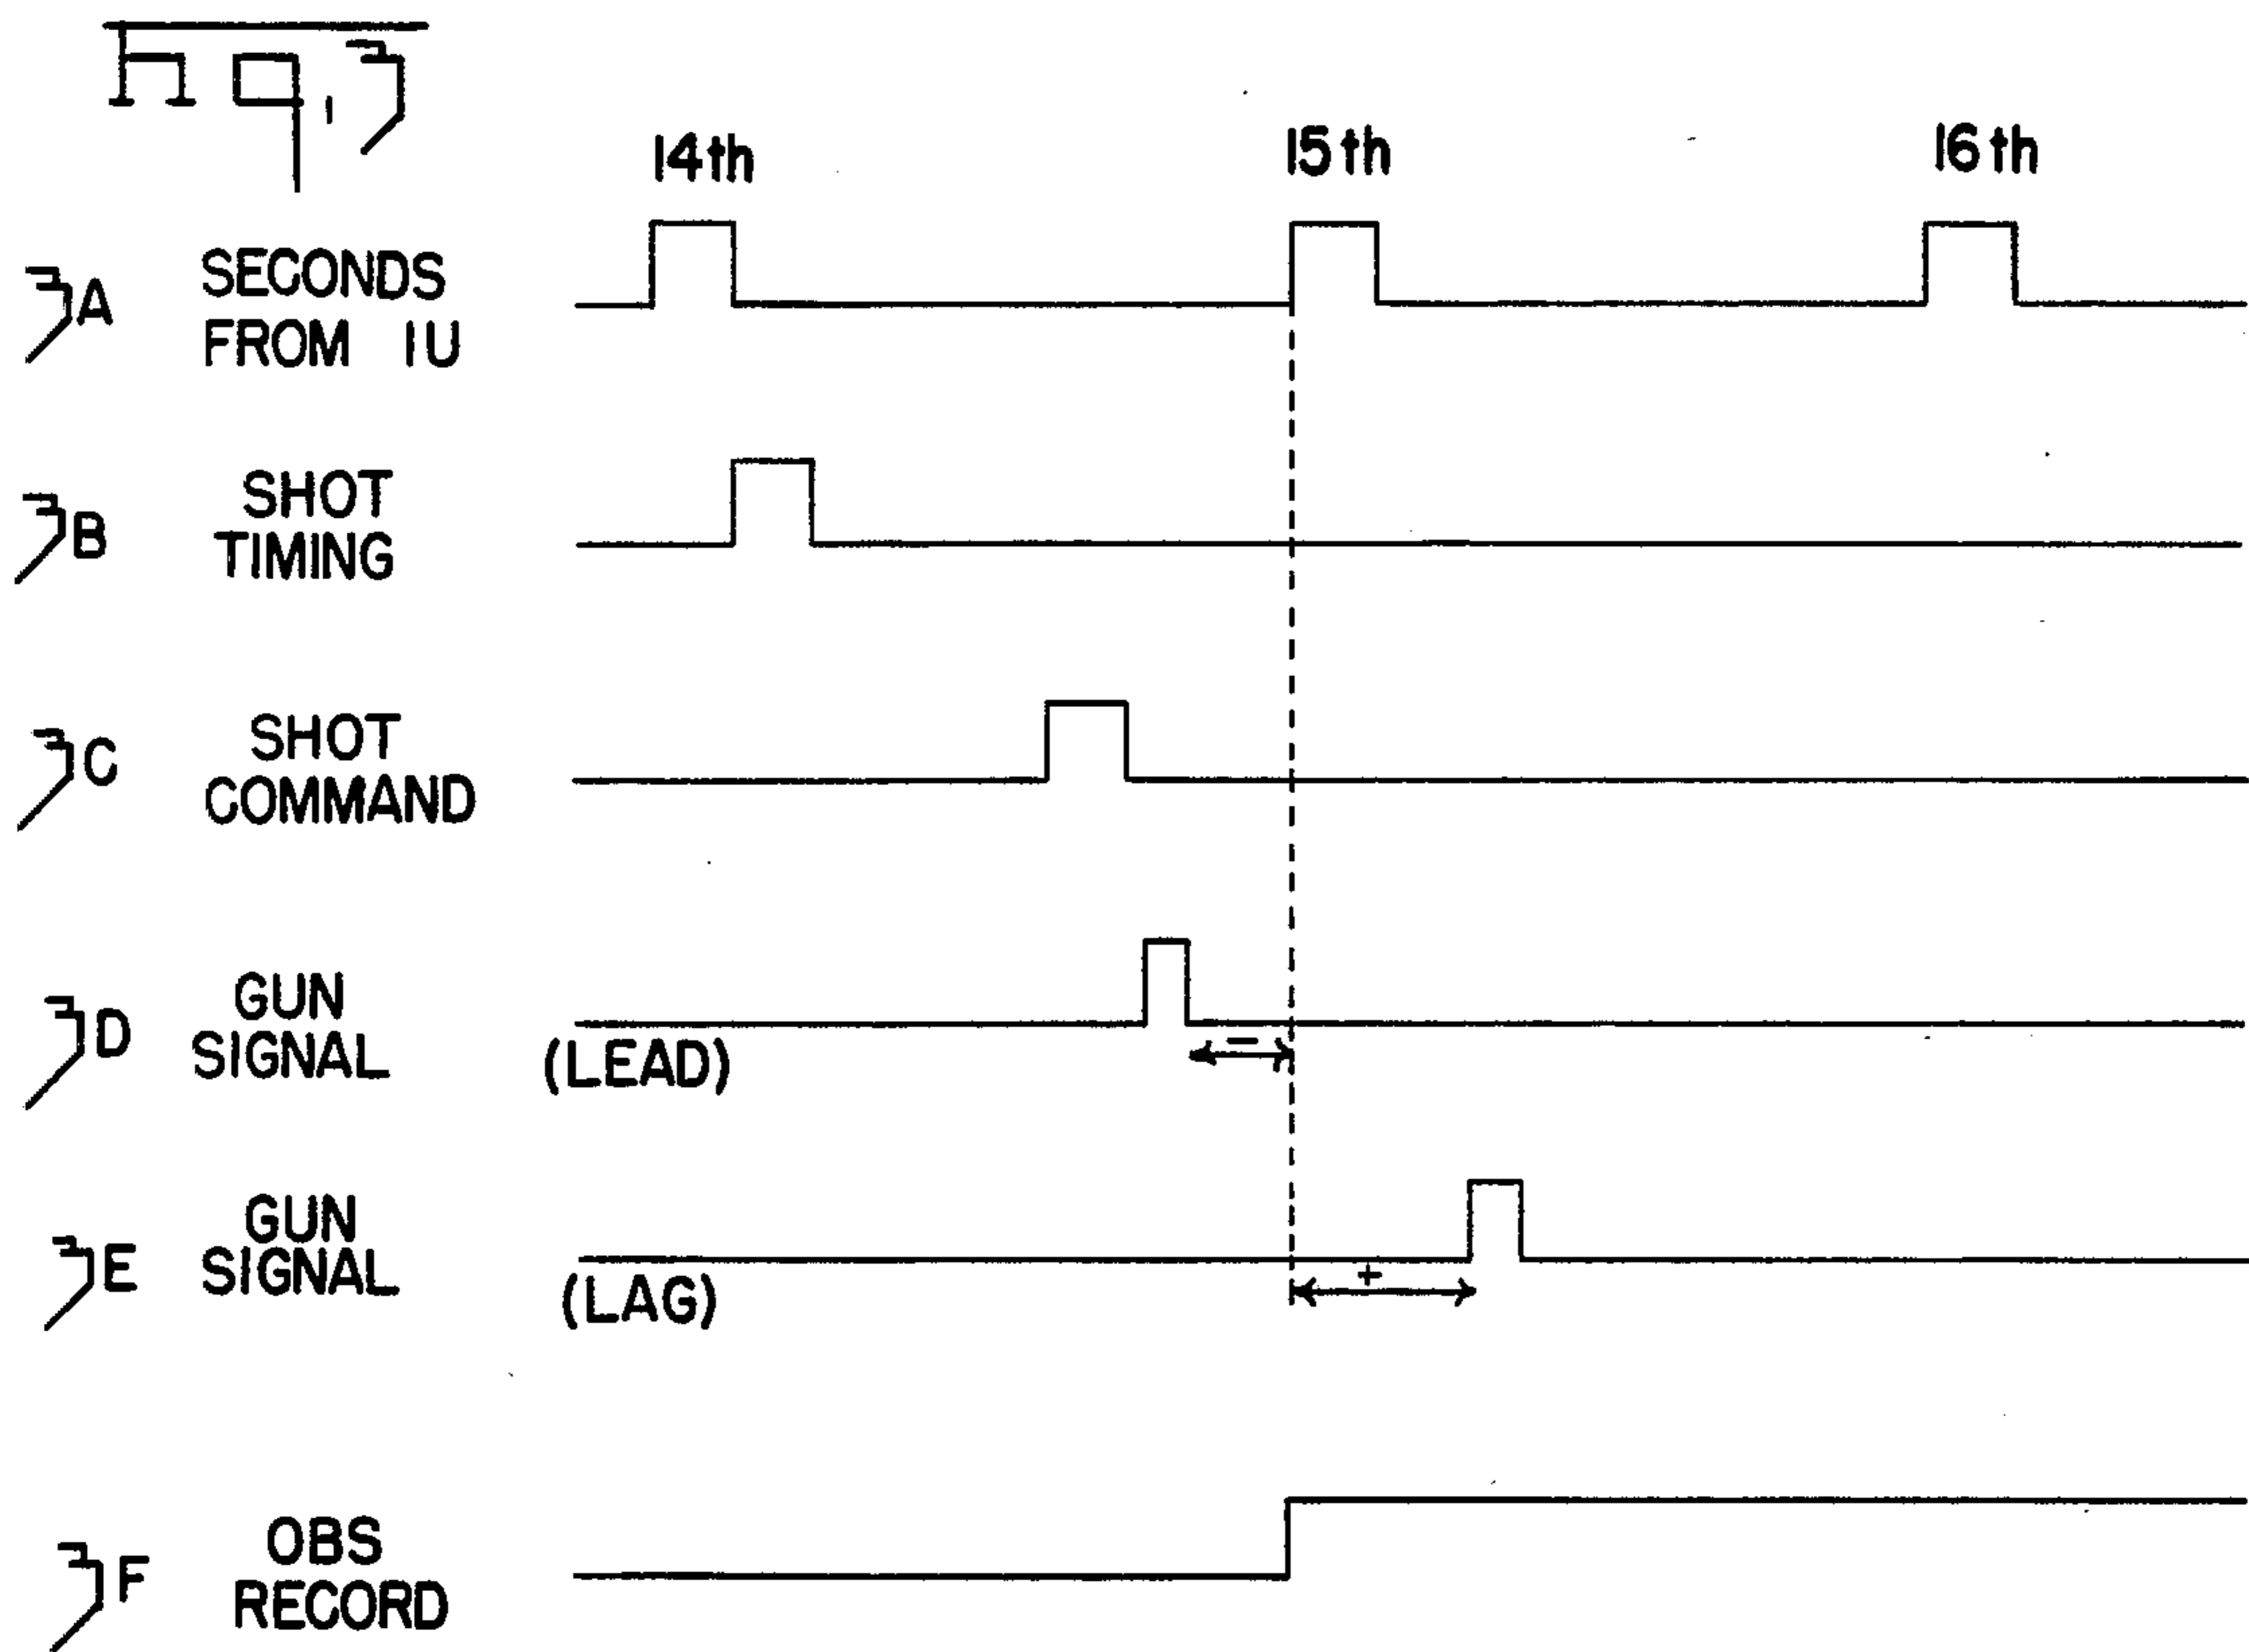 Fig. 3
14th 15th 16th
3A SECONDS
FROM IU
3B SHOT
TIMING
3C SHOT
COMMAND
3D GUN
SIGNAL
(LEAD)
−
3E GUN
SIGNAL
(LAG)
+
3F OBS
RECORD